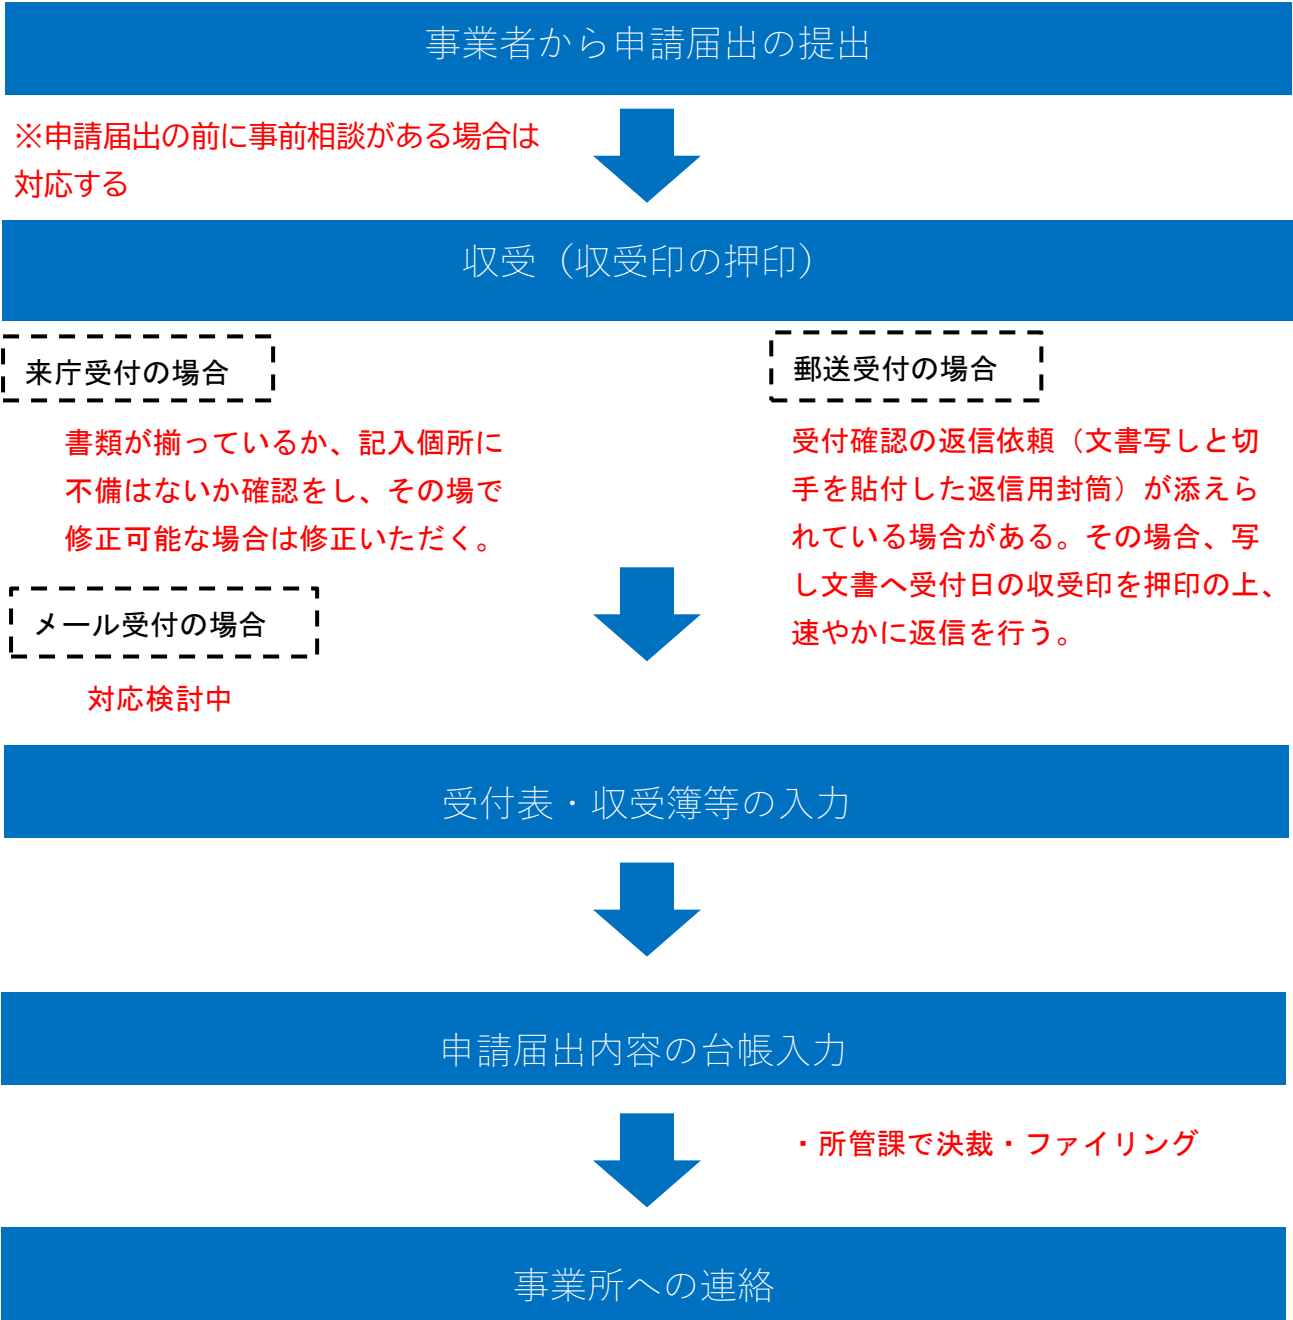 事業者から申請届出の提出
※申請届出の前に事前相談がある場合は
対応する
収受（収受印の押印）
来庁受付の場合
書類が揃っているか、記入個所に
不備はないか確認をし、その場で
修正可能な場合は修正いただく。
メール受付の場合
対応検討中
郵送受付の場合
受付確認の返信依頼（文書写しと切
手を貼付した返信用封筒）が添えら
れている場合がある。その場合、写
し文書へ受付日の収受印を押印の上、
速やかに返信を行う。
受付表・収受簿等の入力
申請届出内容の台帳入力
・所管課で決裁・ファイリング
事業所への連絡